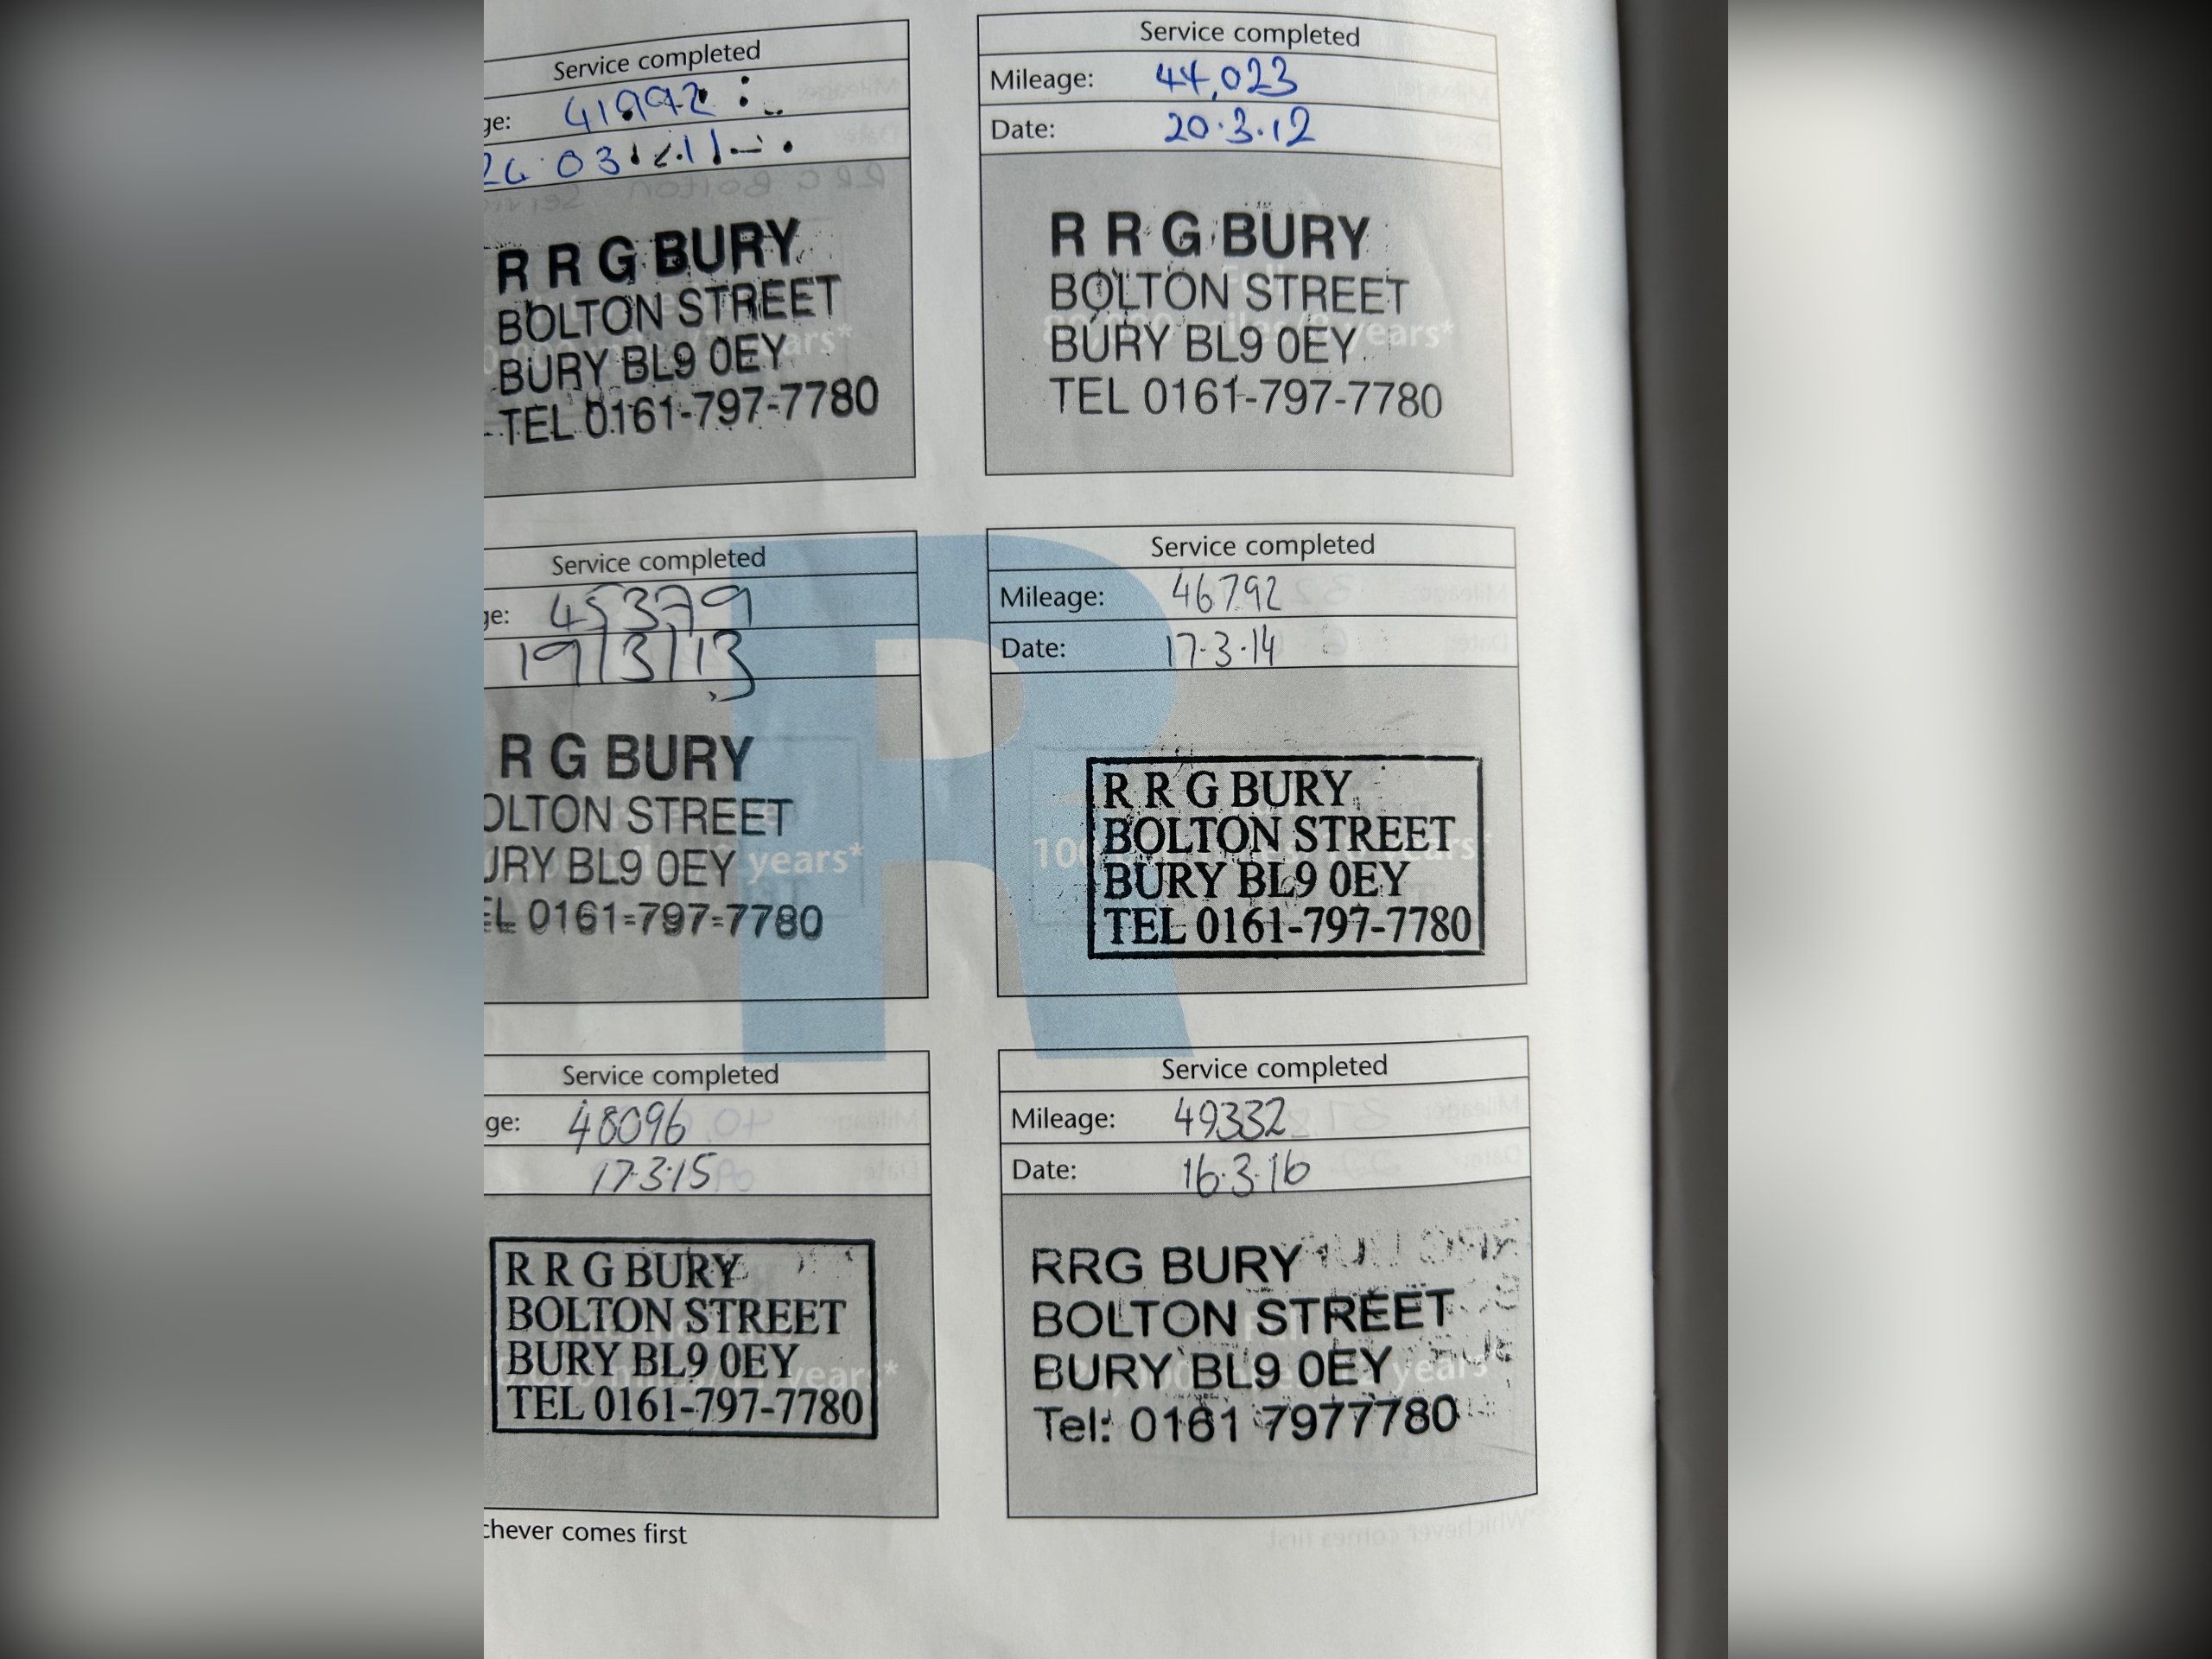 Service completed
ge: 41992
24.03.11
R R G BURY
BOLTON STREET
BURY BL9 0EY
TEL 0161-797-7780
Service completed
Mileage: 44,023
Date: 20.3.12
R R G BURY
BOLTON STREET
BURY BL9 0EY
TEL 0161-797-7780
Service completed
ge: 45379
19/3/13
R G BURY
OLTON STREET
URY BL9 0EY
EL 0161-797-7780
years*
Service completed
Mileage: 46792
Date: 17-3-14
R R G BURY
BOLTON STREET
BURY BL9 0EY
TEL 0161-797-7780
Service completed
ge: 48096
17.3.15
R R G BURY
BOLTON STREET
BURY BL9 0EY
TEL 0161-797-7780
years*
Service completed
Mileage: 49332
Date: 16.3.16
RRG BURY
BOLTON STREET
BURY BL9 0EY
Tel: 0161 7977780
years*
chever comes first